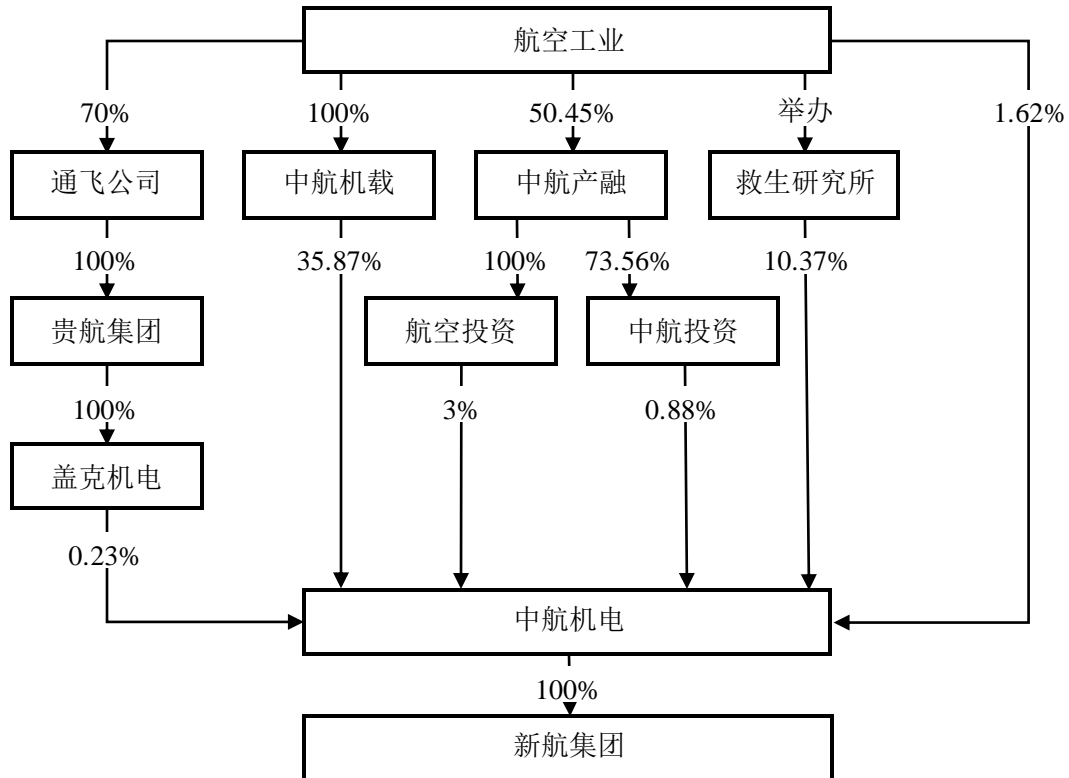 航空工业
70%
100%
50.45%
举办
1.62%
通飞公司
中航机载
中航产融
救生研究所
100%
35.87%
100%
73.56%
10.37%
贵航集团
航空投资
中航投资
100%
3%
0.88%
盖克机电
0.23%
中航机电
100%
新航集团